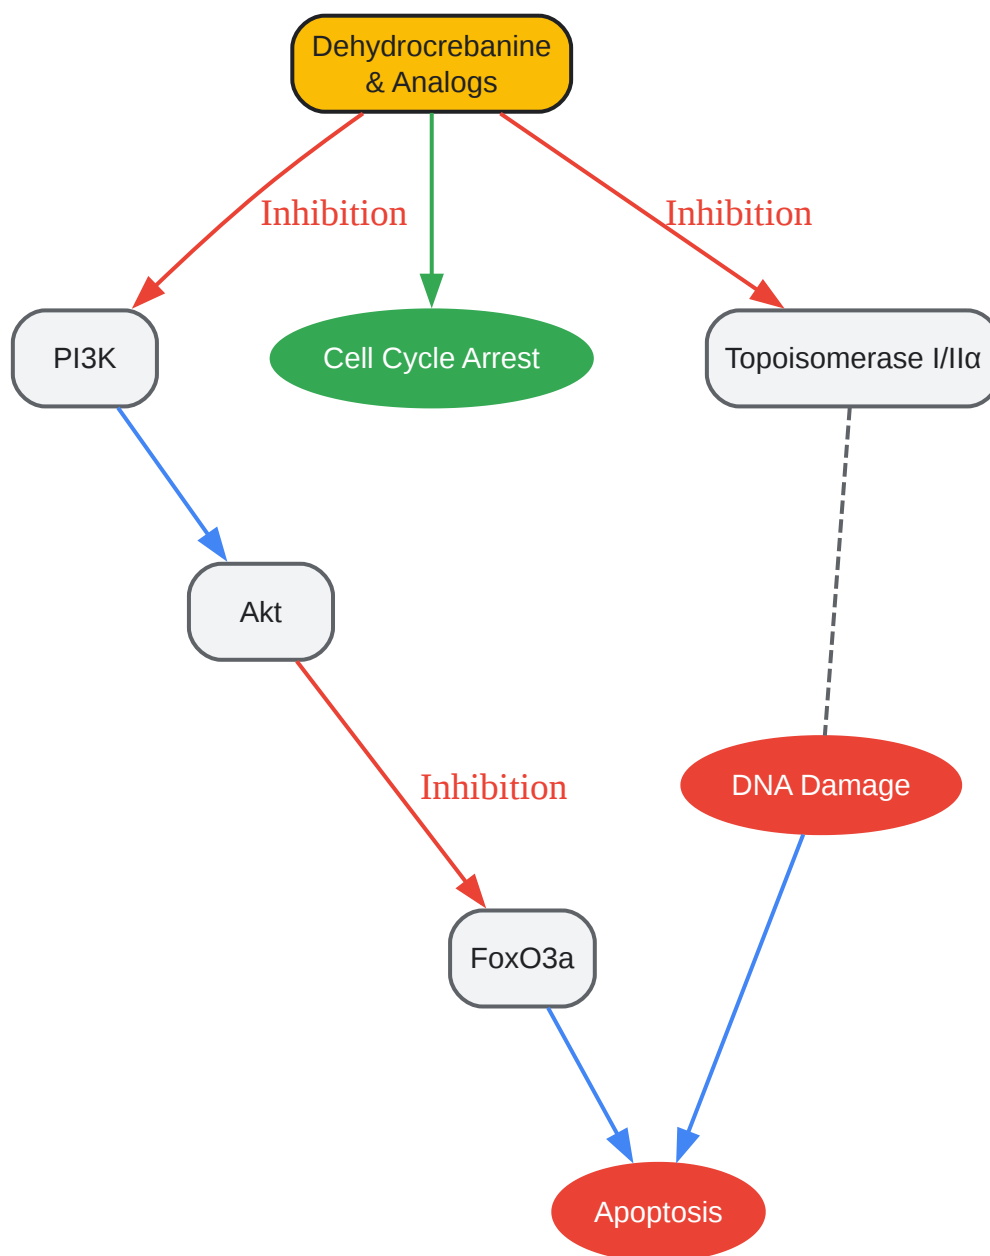 Dehydrocrebanine
& Analogs
Inhibition
Inhibition
PI3K
Cell Cycle Arrest
Topoisomerase I/IIα
Akt
DNA Damage
Inhibition
FoxO3a
Apoptosis